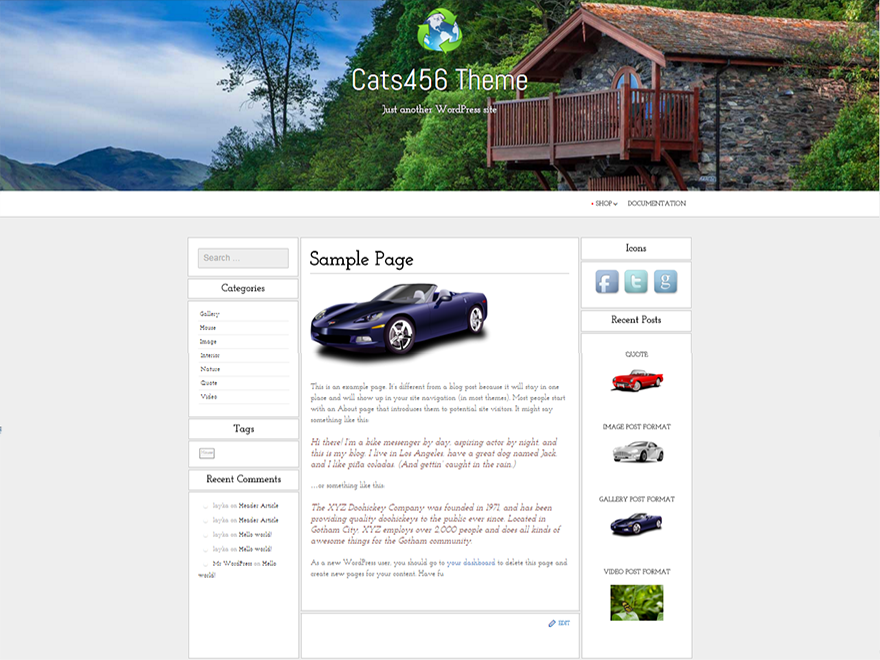 Cats456 Theme
Just another WordPress site
SHOP
DOCUMENTATION
Search ...
Categories
Gallery
House
Image
Interior
Nature
Quote
Video
Tags
Recent Comments
layka on Header Article
layka on Header Article
layka on Hello world!
layka on Hello world!
Mr WordPress on Hello
world!
Sample Page
This is an example page. It's different from a blog post because it will stay in one
place and will show up in your site navigation (in most themes). Most people start
with an About page that introduces them to potential site visitors. It might say
something like this:
Hi there! I'm a bike messenger by day, aspiring actor by night, and
this is my blog. I live in Los Angeles, have a great dog named Jack,
and I like piña coladas. (And gettin' caught in the rain.)
...or something like this:
The XYZ Doohickey Company was founded in 1971, and has been
providing quality doohickeys to the public ever since. Located in
Gotham City, XYZ employs over 2,000 people and does all kinds of
awesome things for the Gotham community.
As a new WordPress user, you should go to your dashboard to delete this page and
create new pages for your content. Have fu
EDIT
Icons
f t g
Recent Posts
QUOTE
IMAGE POST FORMAT
GALLERY POST FORMAT
VIDEO POST FORMAT